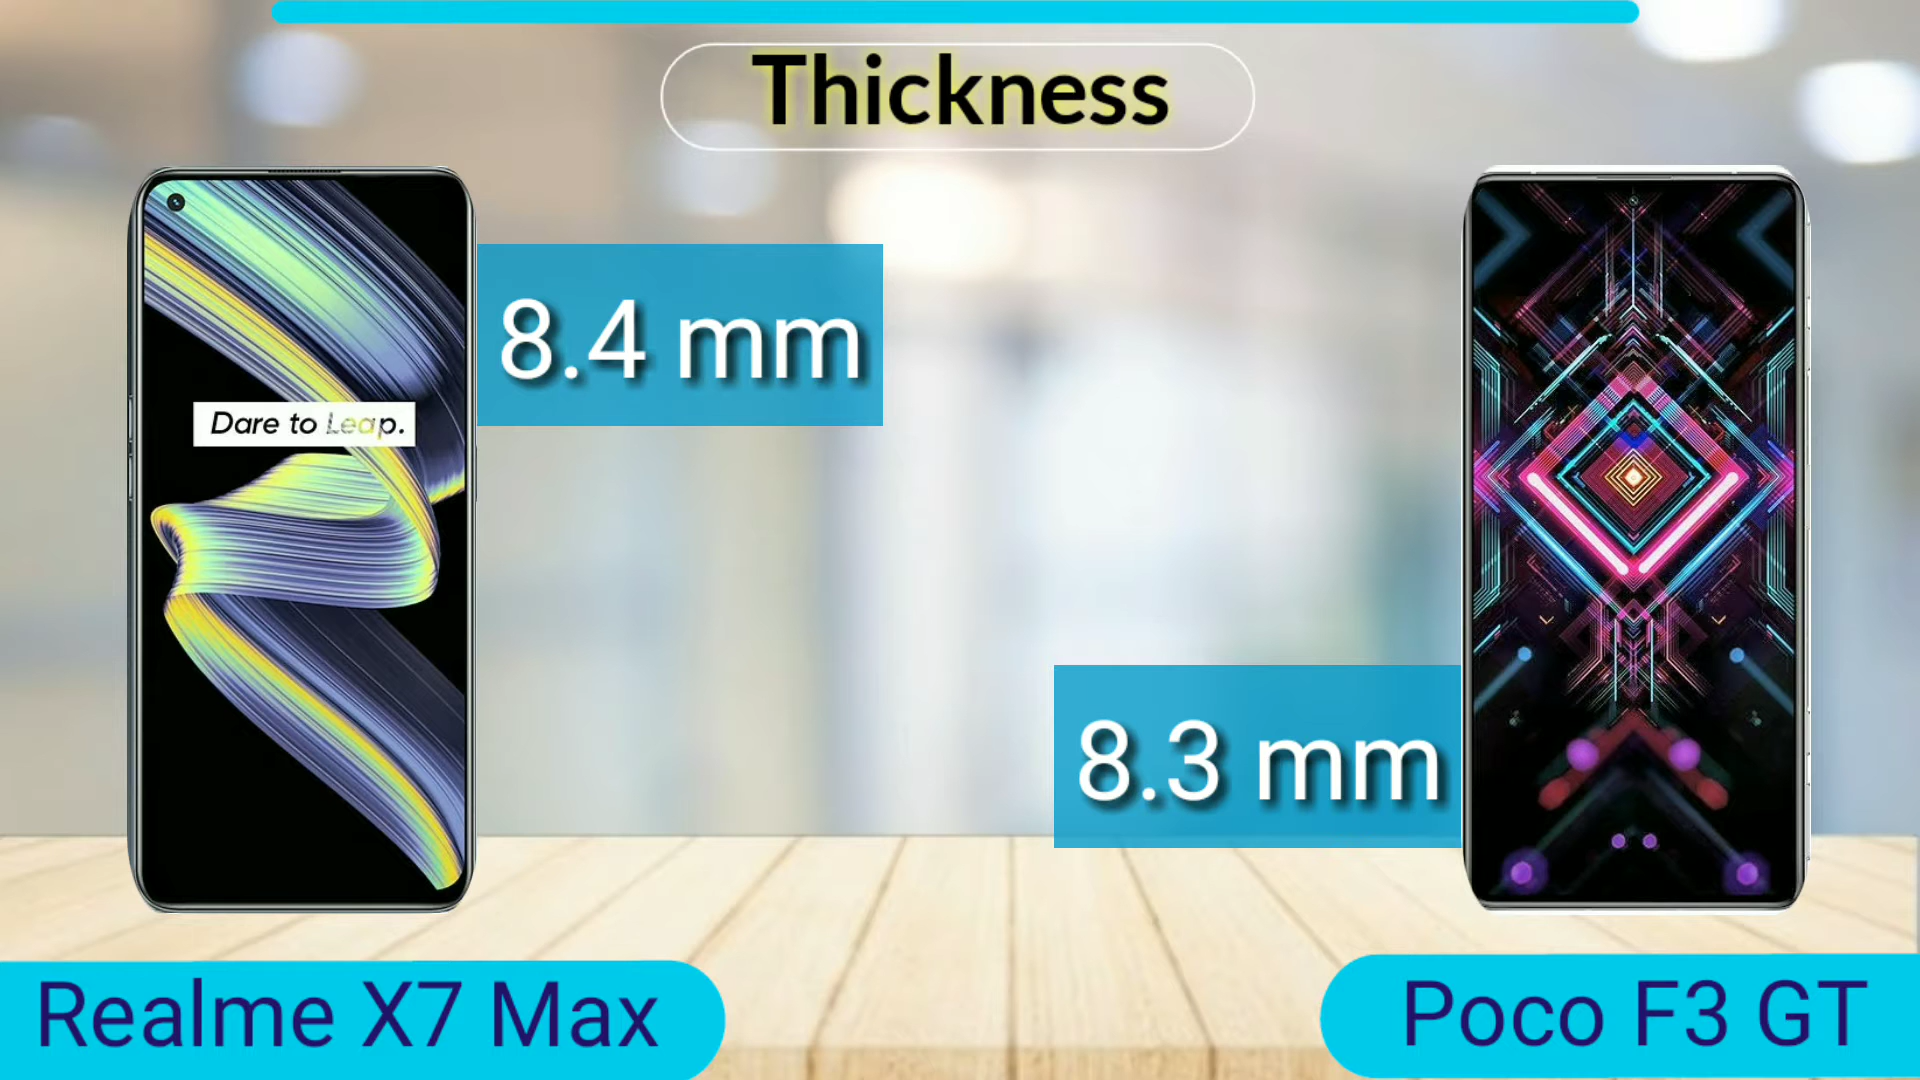 Thickness
Dare to Leap.
8.4 mm
8.3 mm
Realme X7 Max
Poco F3 GT